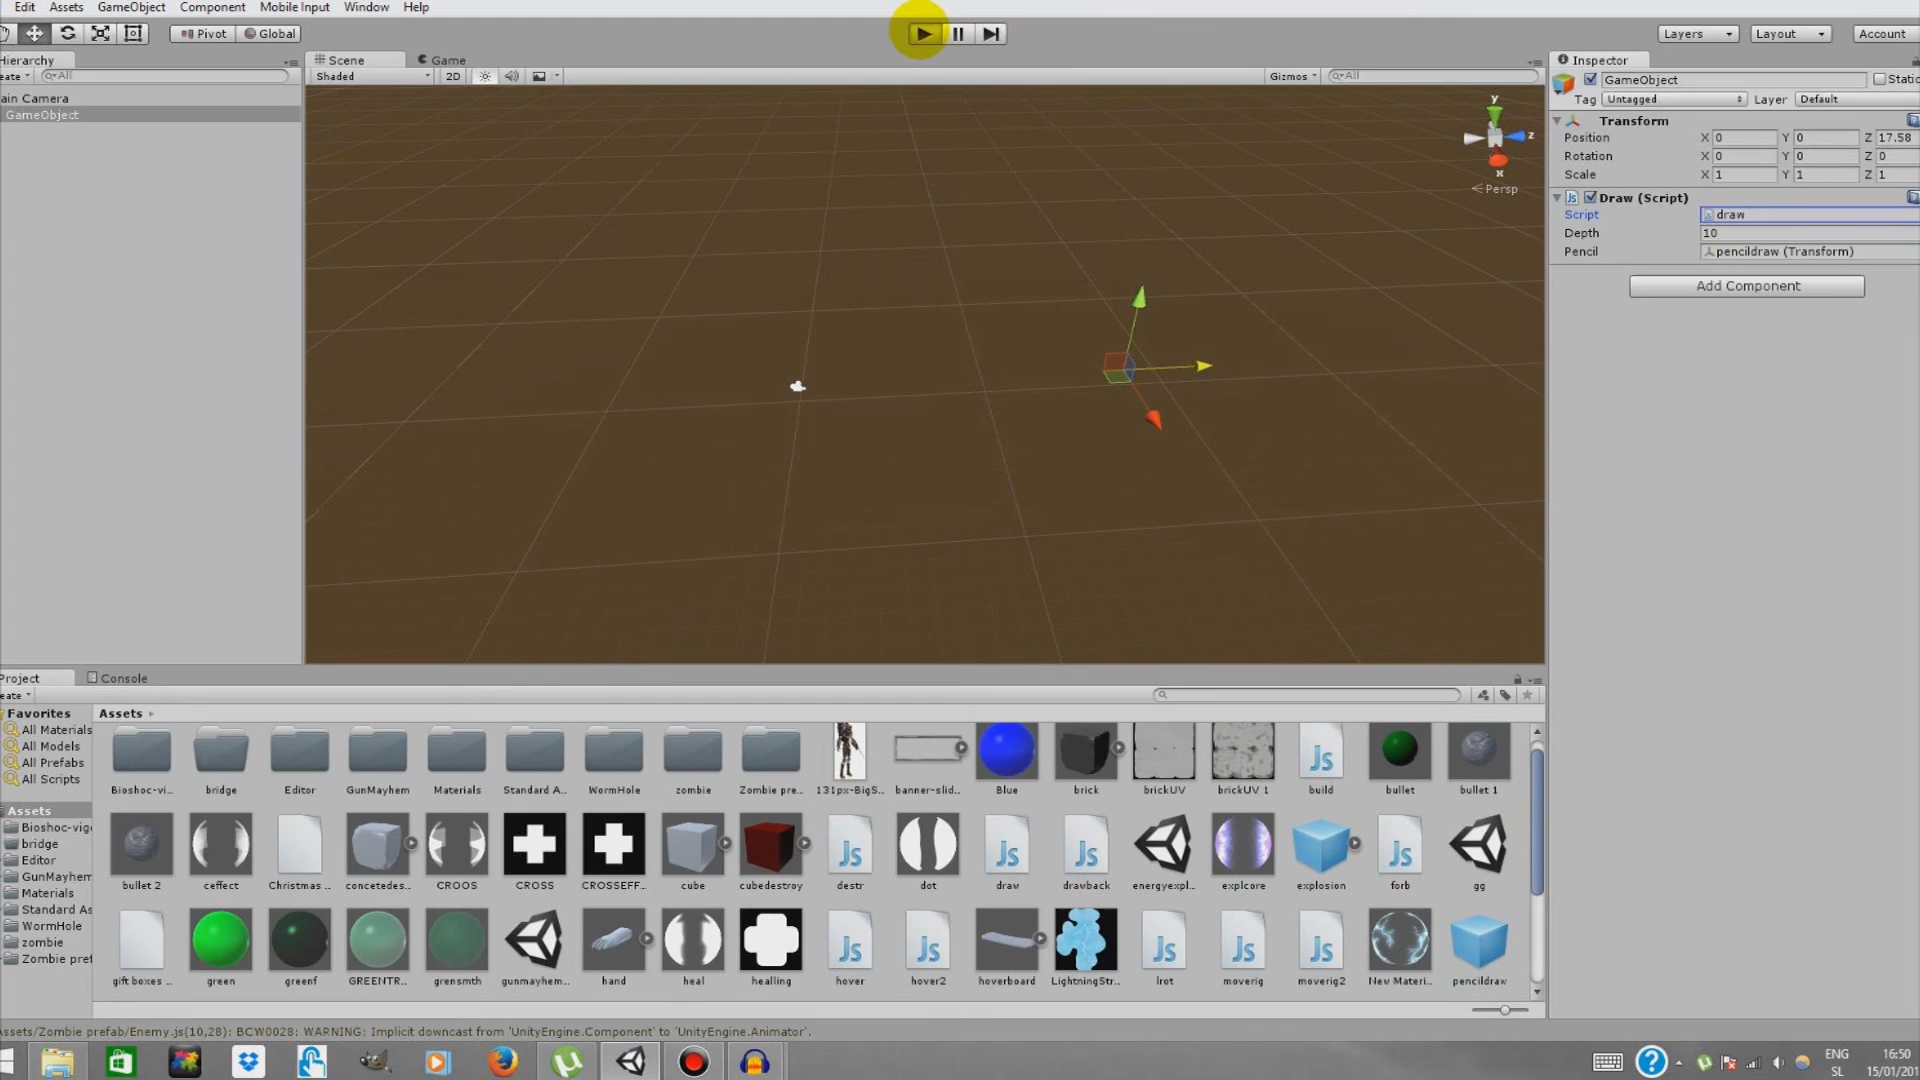 Edit Assets GameObject Component Mobile Input Window Help
Pivot Global Layers Layout Account
Hierarchy Scene Game Inspector
eate All Shaded 2D Gizmos All GameObject Static
ain Camera Tag Untagged Layer Default
GameObject
Transform
Position X 0 Y 0 Z 17.58
Rotation X 0 Y 0 Z 0
Scale X 1 Y 1 Z 1
y z x
Persp
Draw (Script)
Script draw
Depth 10
Pencil pencildraw (Transform)
Add Component
Project Console
eate
Favorites Assets
All Materials
All Models
All Prefabs
All Scripts
Assets
Bioshoc-vige
bridge
Editor
GunMayhem
Materials
Standard As
WormHole
zombie
Zombie pref
Bioshoc-vi... bridge Editor GunMayhem Materials Standard A... WormHole zombie Zombie pre... 131px-BigS... banner-slid... Blue brick brickUV brickUV 1 build bullet bullet 1
bullet 2 ceffect Christmas ... concetedes... CROOS CROSS CROSSEFF... cube cubedestroy destr dot draw drawback energyexpl... explcore explosion forb gg
gift boxes ... green greenf GREENTR... grensmth gunmayhem... hand heal healling hover hover2 hoverboard LightningStr... lrot moverig moverig2 New Materi... pencildraw
Assets/Zombie prefab/Enemy.js(10,28): BCW0028: WARNING: Implicit downcast from 'UnityEngine.Component' to 'UnityEngine.Animator'.
ENG 16:50
SL 15/01/201